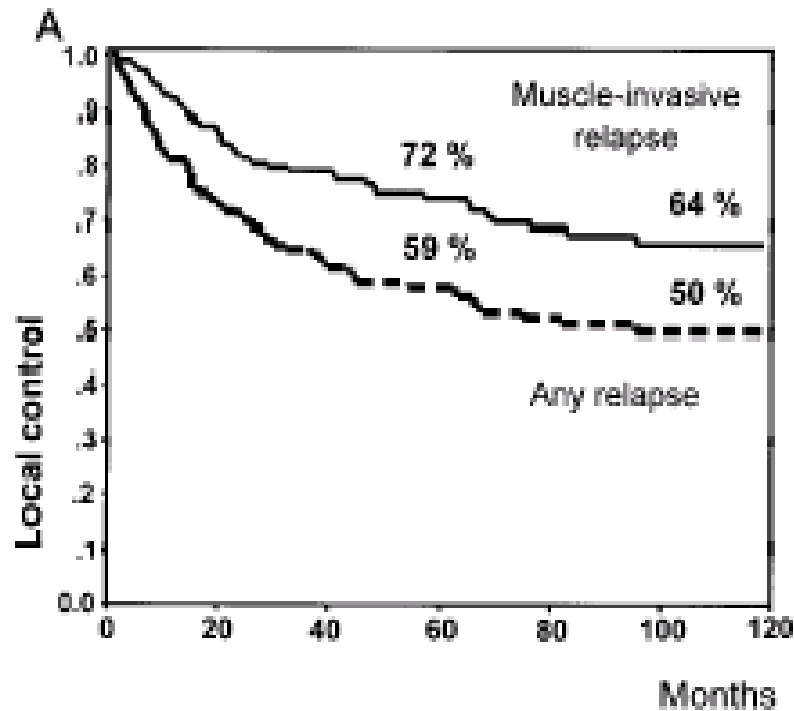 A
Local control
1.0
.9
.8
.7
.6
.5
.4
.3
.2
.1
0.0
Muscle-invasive
relapse
72 %
64 %
59 %
50 %
Any relapse
0 20 40 60 80 100 120
Months